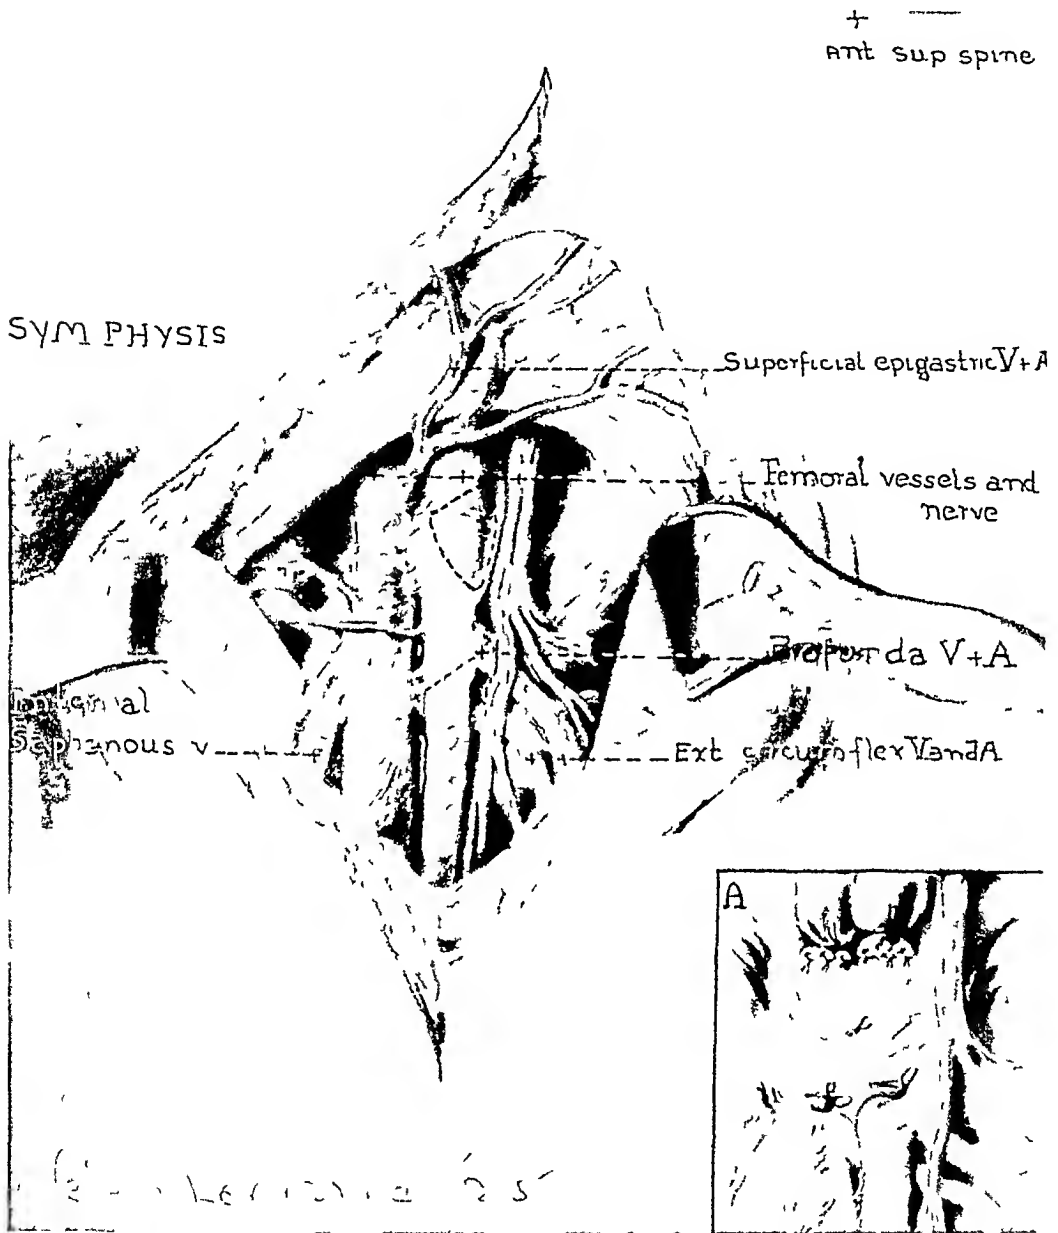 + —
Ant sup spine
SYMPHYSIS
Superficial epigastric V+A
Femoral vessels and
nerve
Profunda V+A
Saphenous v
Ext circumflex V and A
A